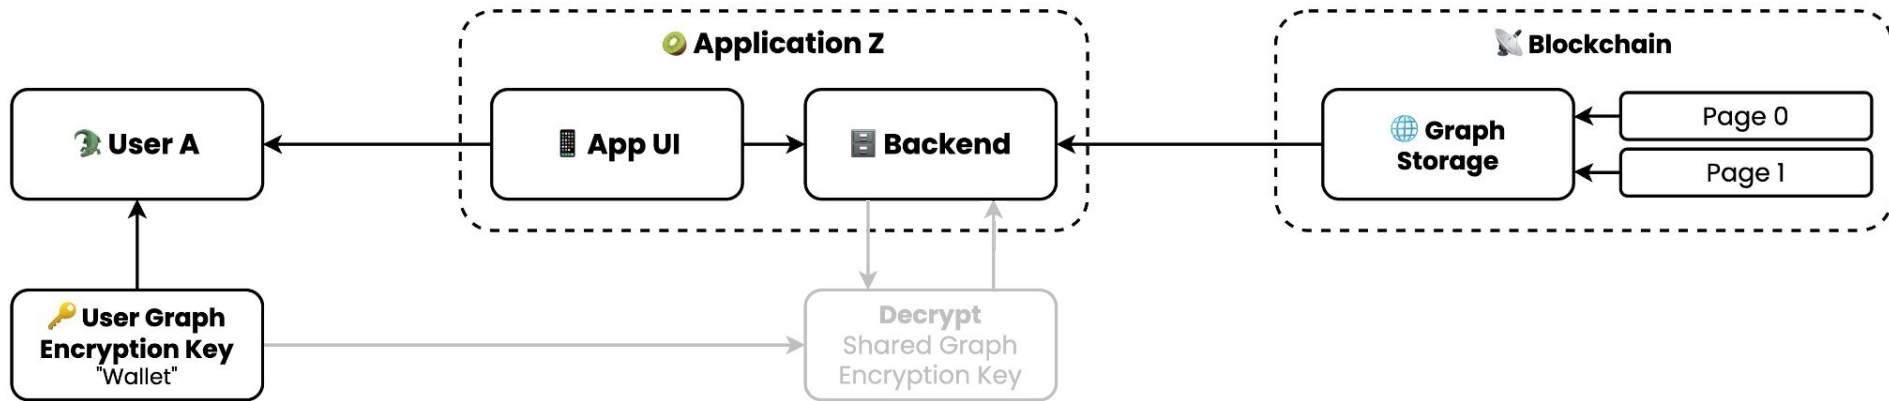 Application Z
Blockchain
User A
App UI
Backend
Graph
Storage
Page 0
Page 1
User Graph
Encryption Key
"Wallet"
Decrypt
Shared Graph
Encryption Key